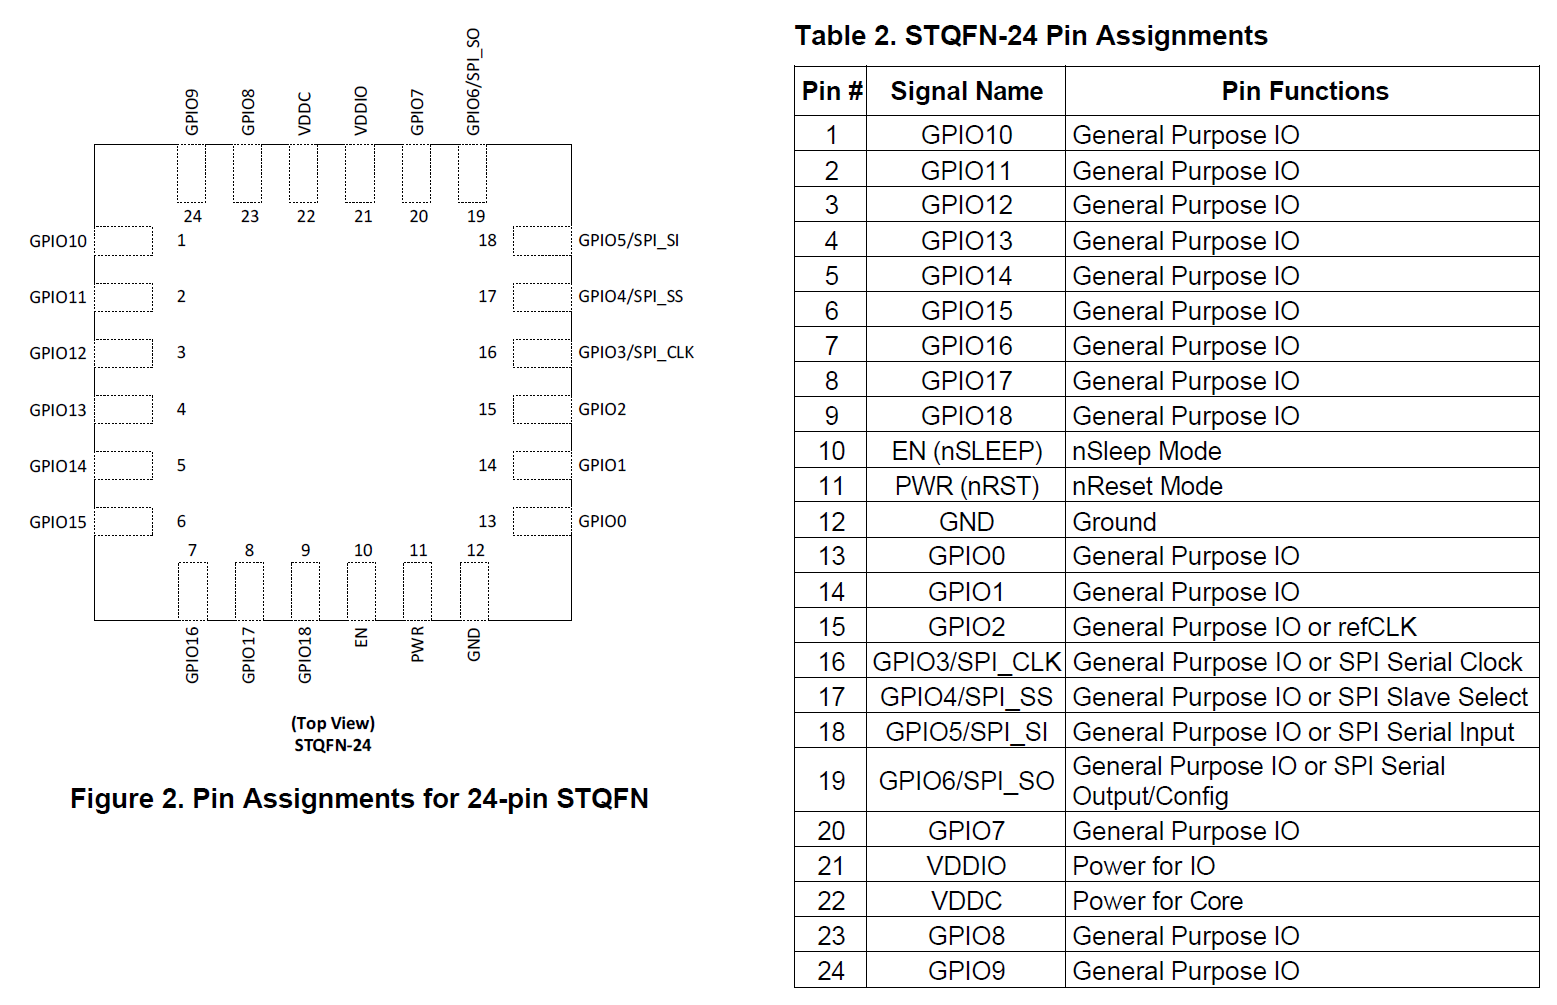 GPIO9
GPIO8
VDDC
VDDIO
GPIO7
GPIO6/SPI_SO
24
23
22
21
20
19
GPIO10
1
18
GPIO5/SPI_SI
GPIO11
2
17
GPIO4/SPI_SS
GPIO12
3
16
GPIO3/SPI_CLK
GPIO13
4
15
GPIO2
GPIO14
5
14
GPIO1
GPIO15
6
13
GPIO0
7
8
9
10
11
12
GPIO16
GPIO17
GPIO18
EN
PWR
GND
(Top View)
STQFN-24
Figure 2. Pin Assignments for 24-pin STQFN
Table 2. STQFN-24 Pin Assignments
Pin # Signal Name Pin Functions
1 GPIO10 General Purpose IO
2 GPIO11 General Purpose IO
3 GPIO12 General Purpose IO
4 GPIO13 General Purpose IO
5 GPIO14 General Purpose IO
6 GPIO15 General Purpose IO
7 GPIO16 General Purpose IO
8 GPIO17 General Purpose IO
9 GPIO18 General Purpose IO
10 EN (nSLEEP) nSleep Mode
11 PWR (nRST) nReset Mode
12 GND Ground
13 GPIO0 General Purpose IO
14 GPIO1 General Purpose IO
15 GPIO2 General Purpose IO or refCLK
16 GPIO3/SPI_CLK General Purpose IO or SPI Serial Clock
17 GPIO4/SPI_SS General Purpose IO or SPI Slave Select
18 GPIO5/SPI_SI General Purpose IO or SPI Serial Input
19 GPIO6/SPI_SO General Purpose IO or SPI Serial
Output/Config
20 GPIO7 General Purpose IO
21 VDDIO Power for IO
22 VDDC Power for Core
23 GPIO8 General Purpose IO
24 GPIO9 General Purpose IO